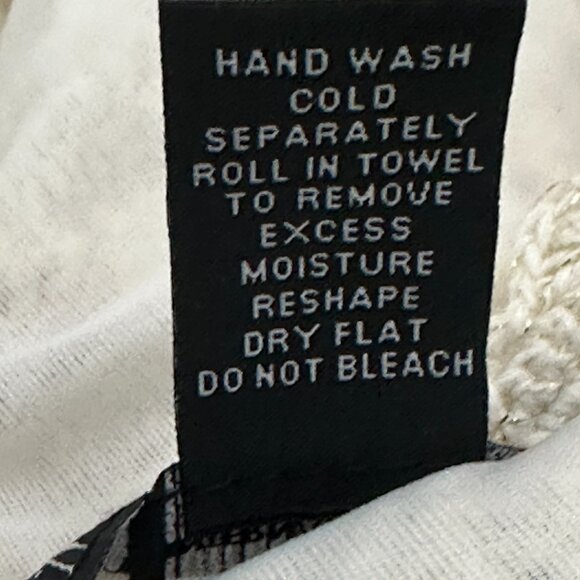 HAND WASH
COLD
SEPARATELY
ROLL IN TOWEL
TO REMOVE
EXCESS
MOISTURE
RESHAPE
DRY FLAT
DO NOT BLEACH